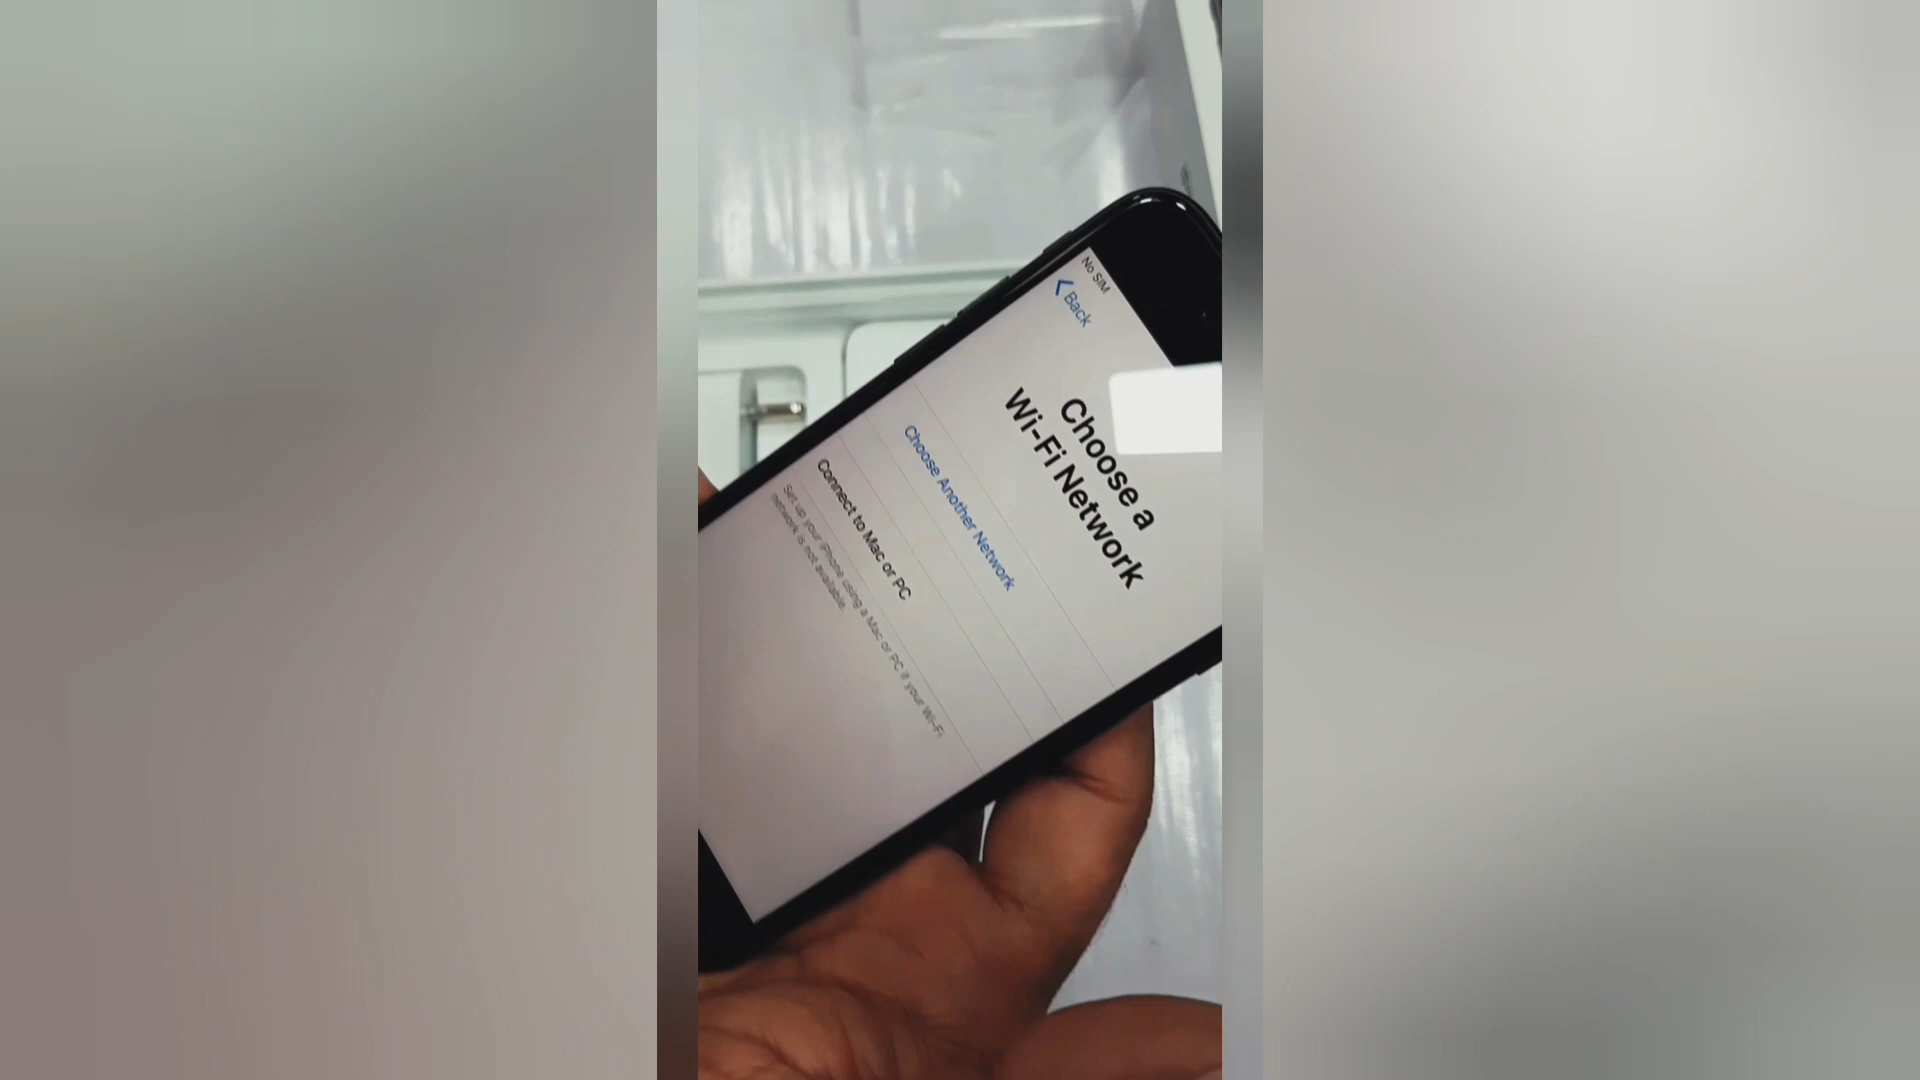 No SIM
Back
Choose a
Wi-Fi Network
Choose Another Network
Connect to Mac or PC
Set up your iPhone using a Mac or PC if your Wi-Fi
network is not available.